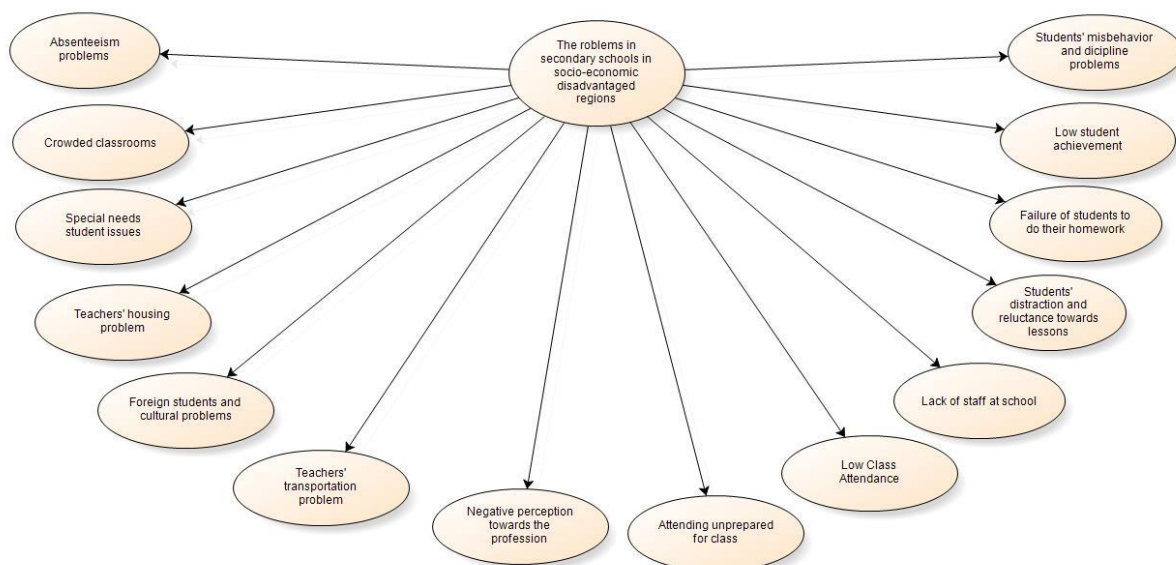 The roblems in
secondary schools in
socio-economic
disadvantaged
regions
Absenteeism
problems
Crowded classrooms
Special needs
student issues
Teachers' housing
problem
Foreign students and
cultural problems
Teachers'
transportation
problem
Negative perception
towards the
profession
Attending unprepared
for class
Low Class
Attendance
Lack of staff at school
Students'
distraction and
reluctance towards
lessons
Failure of students to
do their homework
Low student
achievement
Students' misbehavior
and dicipline
problems